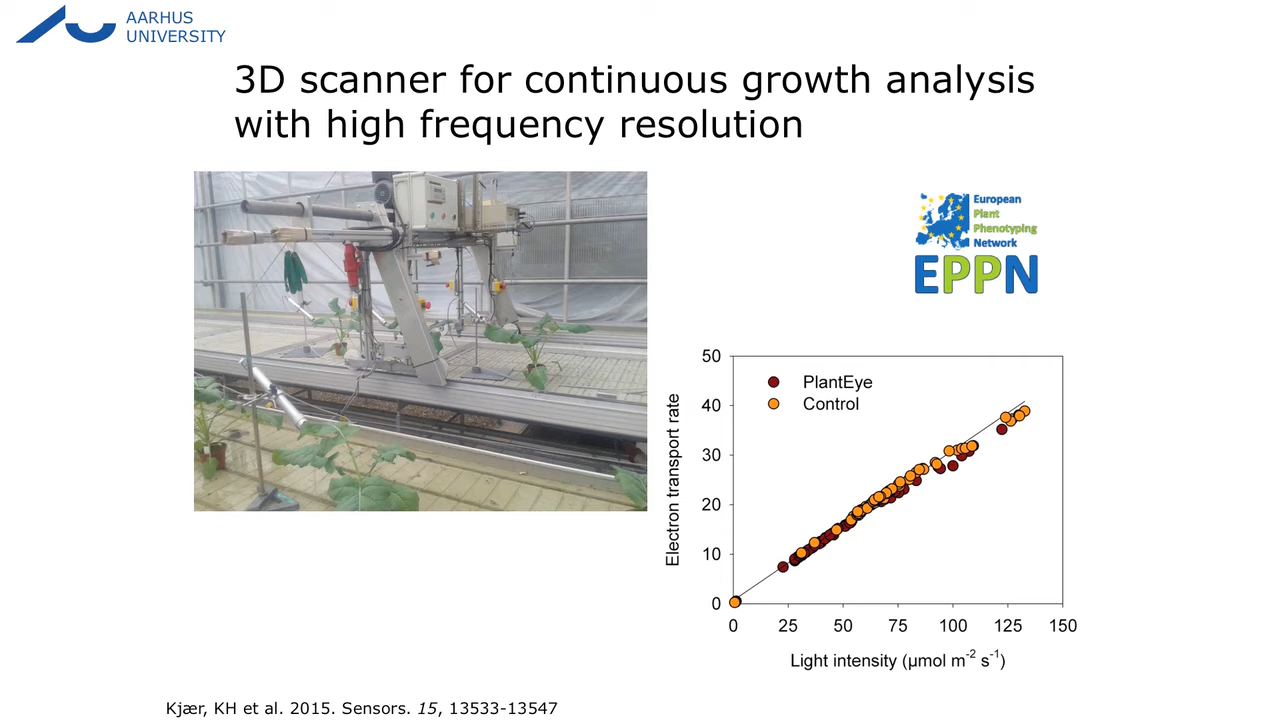 AARHUS
UNIVERSITY
3D scanner for continuous growth analysis
with high frequency resolution
European
Plant
Phenotyping
Network
EPPN
50
40
30
20
10
0
Electron transport rate
PlantEye
Control
0 25 50 75 100 125 150
Light intensity (µmol m⁻² s⁻¹)
Kjær, KH et al. 2015. Sensors. 15, 13533-13547